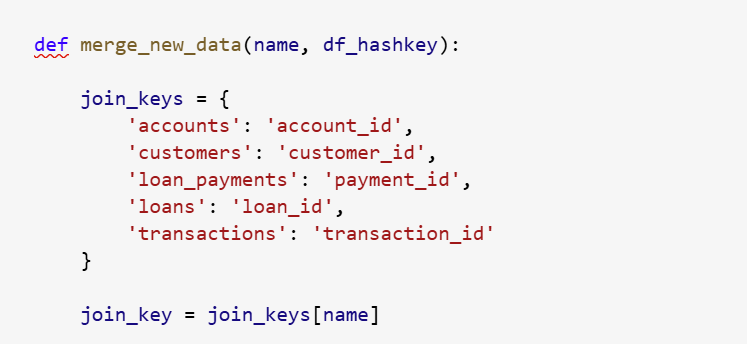 def merge_new_data(name, df_hashkey):
    join_keys = {
        'accounts': 'account_id',
        'customers': 'customer_id',
        'loan_payments': 'payment_id',
        'loans': 'loan_id',
        'transactions': 'transaction_id'
    }
    join_key = join_keys[name]